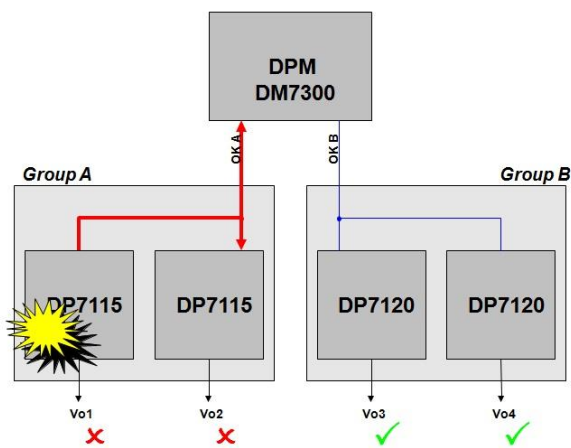 DPM
DM7300
OK A
OK B
Group A
Group B
DP7115
DP7115
DP7120
DP7120
Vo1
Vo2
Vo3
Vo4